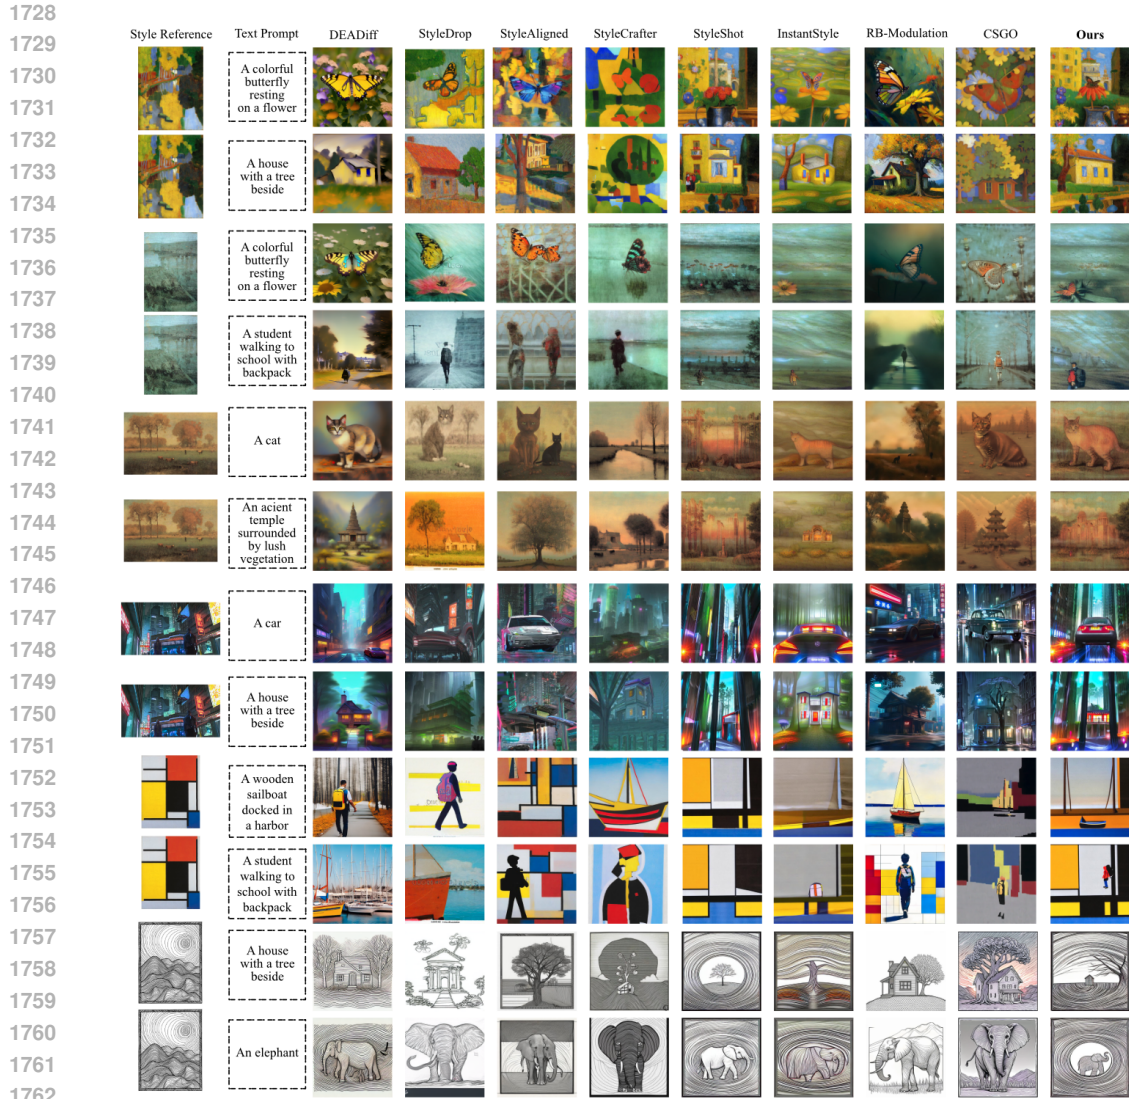 1728
1729
1730
1731
1732
1733
1734
1735
1736
1737
1738
1739
1740
1741
1742
1743
1744
1745
1746
1747
1748
1749
1750
1751
1752
1753
1754
1755
1756
1757
1758
1759
1760
1761
1762
Style Reference Text Prompt DEADiff StyleDrop StyleAligned StyleCrafter StyleShot InstantStyle RB-Modulation CSGO Ours
A colorful
butterfly
resting
on a flower
A house
with a tree
beside
A colorful
butterfly
resting
on a flower
A student
walking to
school with
backpack
A cat
An acient
temple
surrounded
by lush
vegetation
A car
A house
with a tree
beside
A wooden
sailboat
docked in
a harbor
A student
walking to
school with
backpack
A house
with a tree
beside
An elephant